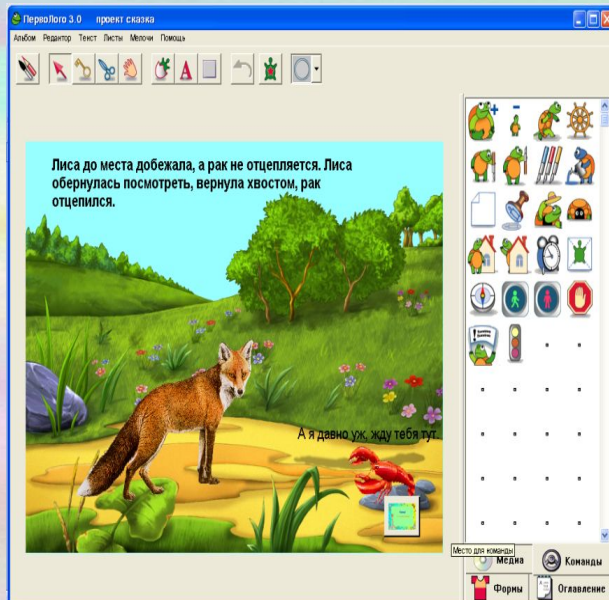 ПервоЛого 3.0 проект сказка
Альбом Редактор Текст Листы Мелочи Помощь
Лиса до места добежала, а рак не отцепляется. Лиса
обернулась посмотреть, вернула хвостом, рак
отцепился.
А я давно уж, жду тебя тут.
Место для команды
Медиа Команды
Формы Оглавление